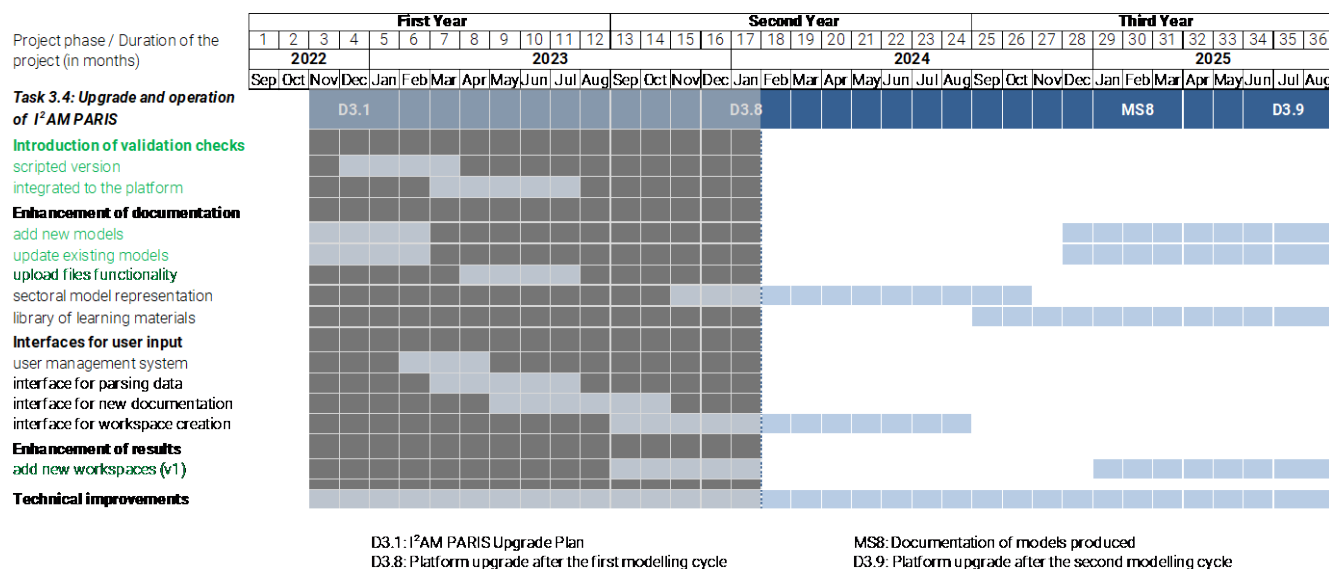 First Year Second Year Third Year
Project phase / Duration of the 1 2 3 4 5 6 7 8 9 10 11 12 13 14 15 16 17 18 19 20 21 22 23 24 25 26 27 28 29 30 31 32 33 34 35 36
project (in months) 2022 2023 2024 2025
Sep Oct Nov Dec Jan Feb Mar Apr May Jun Jul Aug Sep Oct Nov Dec Jan Feb Mar Apr May Jun Jul Aug Sep Oct Nov Dec Jan Feb Mar Apr May Jun Jul Aug
Task 3.4: Upgrade and operation
of I²AM PARIS D3.1 D3.8 MS8 D3.9
Introduction of validation checks
scripted version
integrated to the platform
Enhancement of documentation
add new models
update existing models
upload files functionality
sectoral model representation
library of learning materials
Interfaces for user input
user management system
interface for parsing data
interface for new documentation
interface for workspace creation
Enhancement of results
add new workspaces (v1)
Technical improvements
D3.1: I²AM PARIS Upgrade Plan MS8: Documentation of models produced
D3.8: Platform upgrade after the first modelling cycle D3.9: Platform upgrade after the second modelling cycle